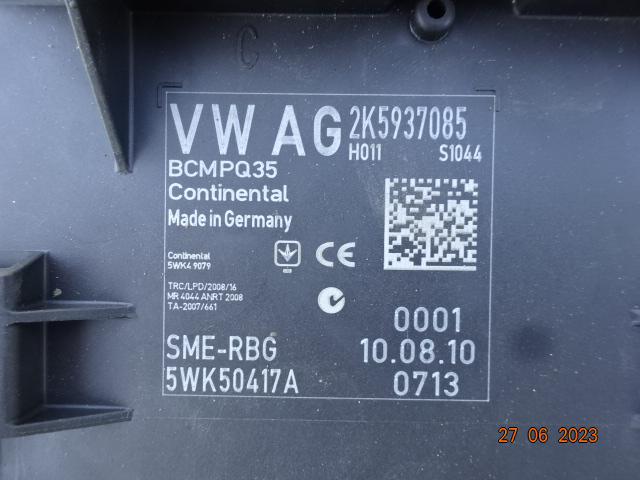 C
VW AG 2K5937085
H011 S1044
BCMPQ35
Continental
Made in Germany
Continental
5WK4 9079
CE
TRC/LPD/2008/16
MR 4044 ANRT 2008
TA-2007/661
0001
SME-RBG 10.08.10
5WK50417A 0713
27 06 2023